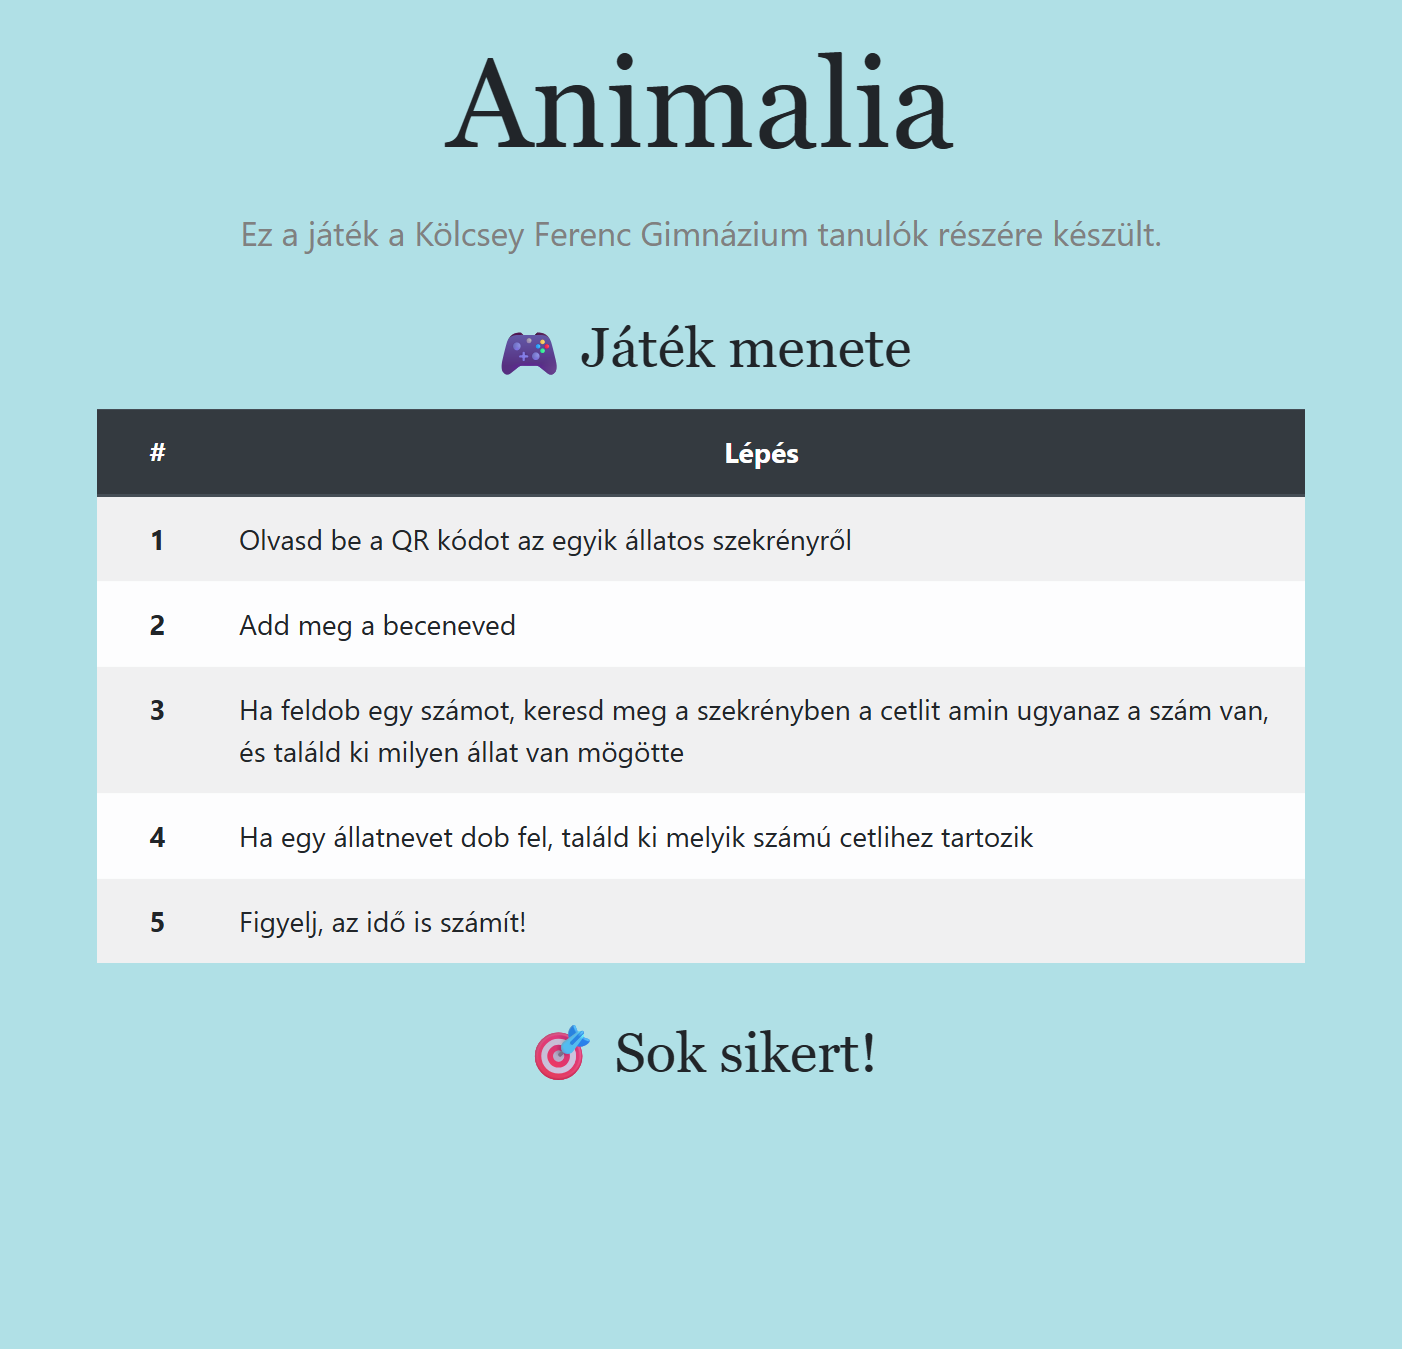 Animalia
Ez a játék a Kölcsey Ferenc Gimnázium tanulók részére készült.
Játék menete
# Lépés
1 Olvasd be a QR kódot az egyik állatos szekrényről
2 Add meg a beceneved
3 Ha feldob egy számot, keresd meg a szekrényben a cetlit amin ugyanaz a szám van,
és találd ki milyen állat van mögötte
4 Ha egy állatnevet dob fel, találd ki melyik számú cetlihez tartozik
5 Figyelj, az idő is számít!
Sok sikert!